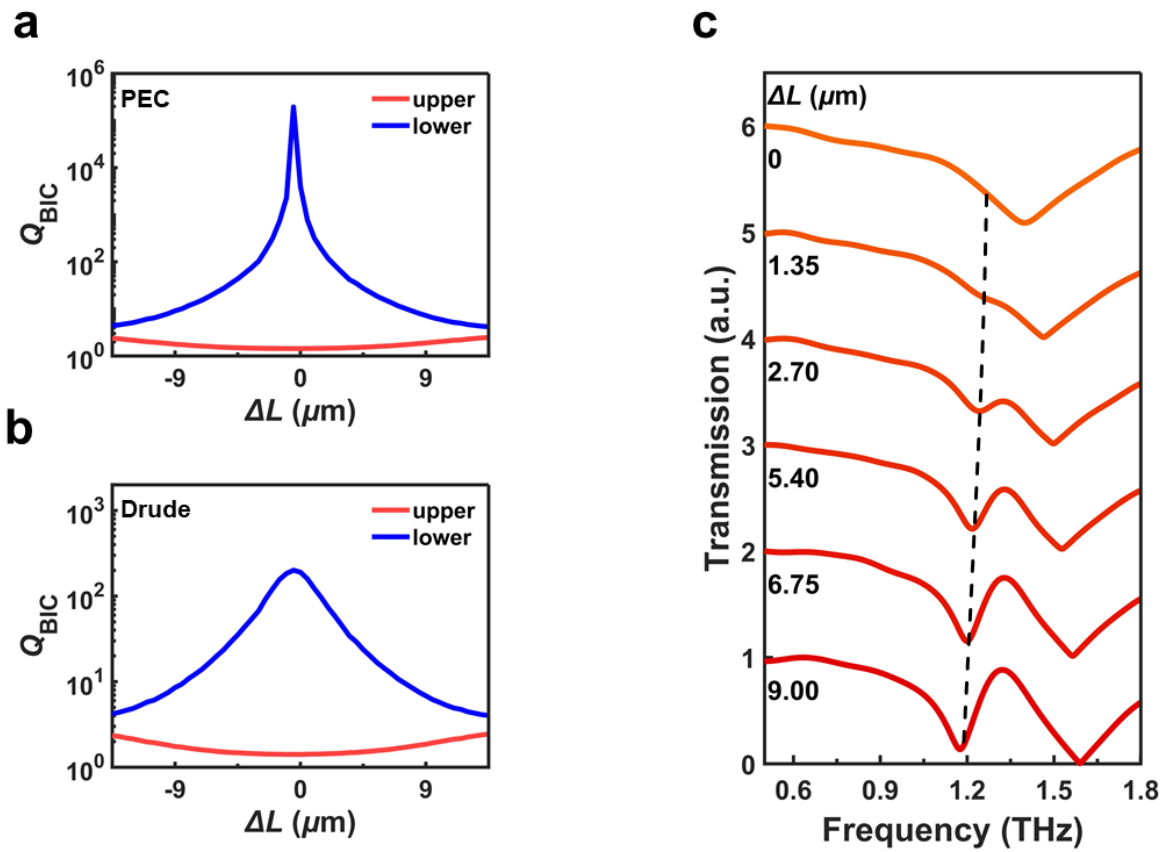 a
PEC
upper
lower
10^6
10^4
10^2
10^0
Q_BIC
-9 0 9
ΔL (μm)
b
Drude
upper
lower
10^3
10^2
10^1
10^0
Q_BIC
-9 0 9
ΔL (μm)
c
ΔL (μm)
6
0
5
1.35
4
2.70
3
5.40
2
6.75
1
9.00
0
Transmission (a.u.)
0.6 0.9 1.2 1.5 1.8
Frequency (THz)